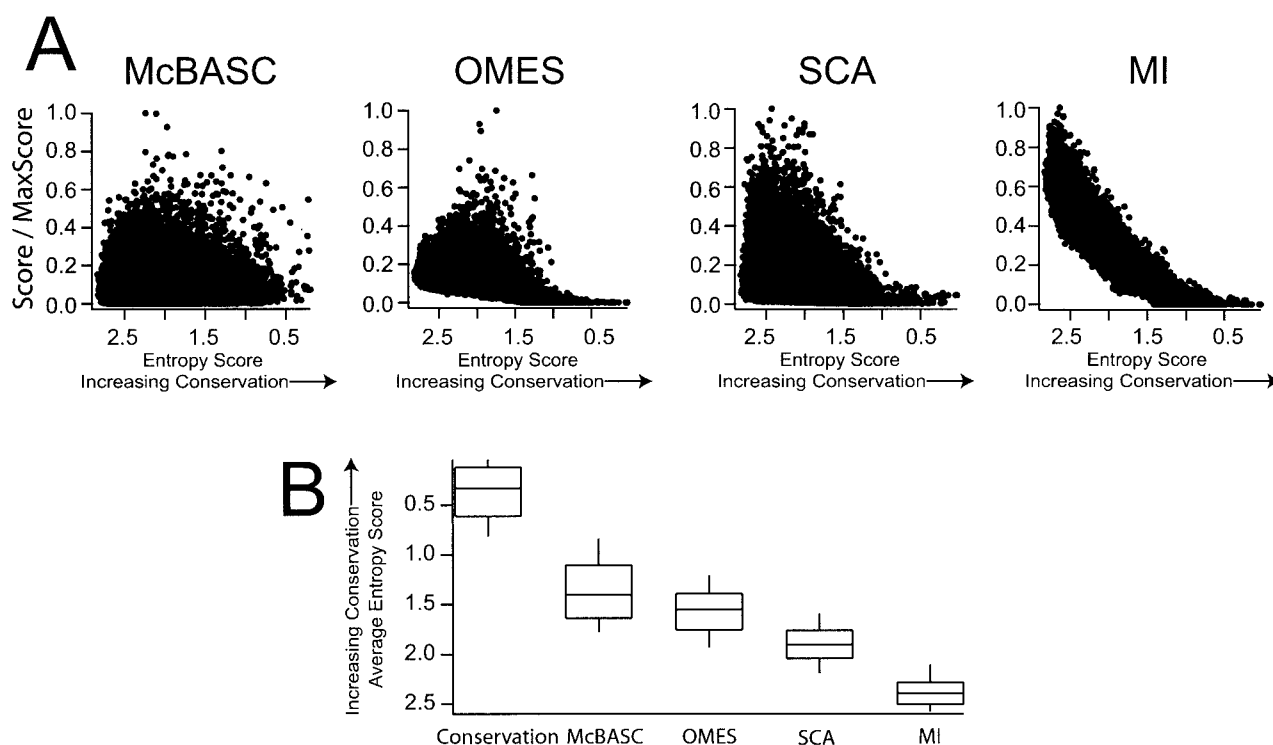 A
McBASC OMES SCA MI
Score / MaxScore
1.0 0.8 0.6 0.4 0.2 0.0
2.5 1.5 0.5
Entropy Score
Increasing Conservation
1.0 0.8 0.6 0.4 0.2 0.0
2.5 1.5 0.5
Entropy Score
Increasing Conservation
1.0 0.8 0.6 0.4 0.2 0.0
2.5 1.5 0.5
Entropy Score
Increasing Conservation
1.0 0.8 0.6 0.4 0.2 0.0
2.5 1.5 0.5
Entropy Score
Increasing Conservation
B
Increasing Conservation
Average Entropy Score
0.5
1.0
1.5
2.0
2.5
Conservation McBASC OMES SCA MI